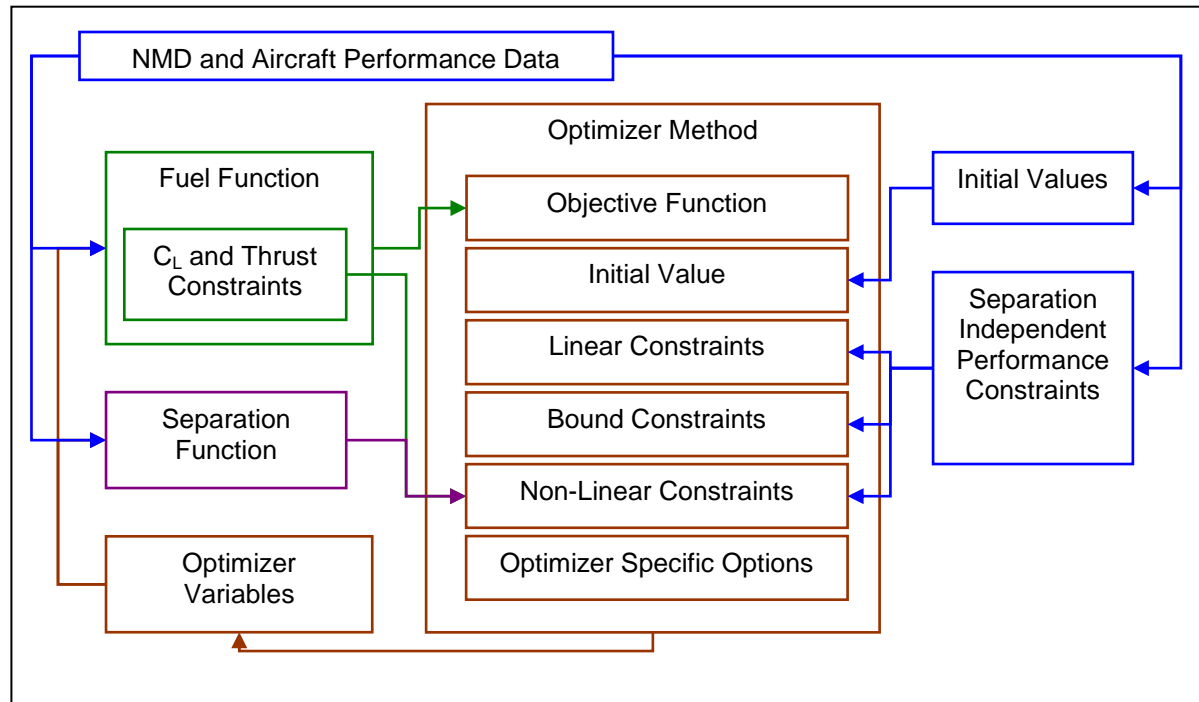 NMD and Aircraft Performance Data
Optimizer Method
Fuel Function
Initial Values
Objective Function
CL and Thrust
Constraints
Initial Value
Separation
Independent
Performance
Constraints
Linear Constraints
Separation
Function
Bound Constraints
Non-Linear Constraints
Optimizer
Variables
Optimizer Specific Options